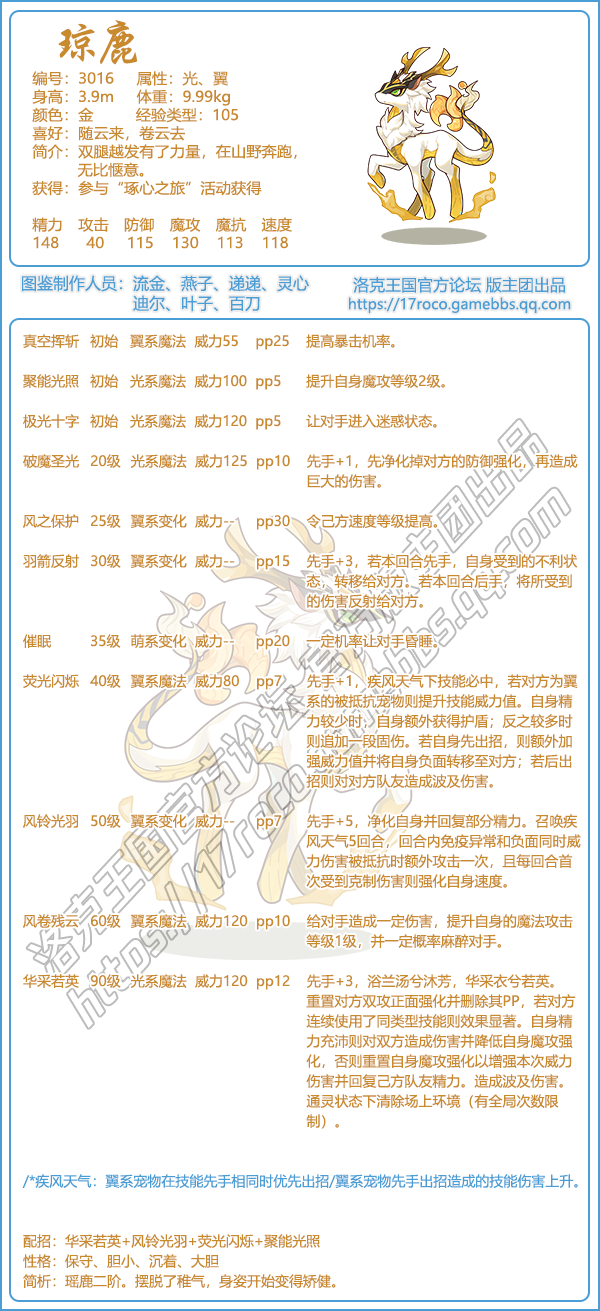 琼鹿
编号：3016 属性：光、翼
身高：3.9m 体重：9.99kg
颜色：金 经验类型：105
喜好：随云来，卷云去
简介：双腿越发有了力量，在山野奔跑，
无比惬意。
获得：参与“琢心之旅”活动获得
精力 攻击 防御 魔攻 魔抗 速度
148 40 115 130 113 118
图鉴制作人员：流金、燕子、递递、灵心
迪尔、叶子、百刀
洛克王国官方论坛 版主团出品
https://17roco.gamebbs.qq.com
真空挥斩 初始 翼系魔法 威力55 pp25 提高暴击机率。
聚能光照 初始 光系魔法 威力100 pp5 提升自身魔攻等级2级。
极光十字 初始 光系魔法 威力120 pp5 让对手进入迷惑状态。
破魔圣光 20级 光系魔法 威力125 pp10 先手+1，先净化掉对方的防御强化，再造成
巨大的伤害。
风之保护 25级 翼系变化 威力-- pp30 令己方速度等级提高。
羽箭反射 30级 翼系变化 威力-- pp15 先手+3，若本回合先手，自身受到的不利状
态，转移给对方。若本回合后手，将所受到
的伤害反射给对方。
催眠 35级 萌系变化 威力-- pp20 一定机率让对手昏睡。
荧光闪烁 40级 翼系魔法 威力80 pp7 先手+1，疾风天气下技能必中，若对方为翼
系的被抵抗宠物则提升技能威力值。自身精
力较少时，自身额外获得护盾；反之较多时
则追加一段固伤。若自身先出招，则额外加
强威力值并将自身负面转移至对方；若后出
招则对对方队友造成波及伤害。
风铃光羽 50级 翼系变化 威力-- pp7 先手+5，净化自身并回复部分精力。召唤疾
风天气5回合，回合内免疫异常和负面同时威
力伤害被抵抗时额外攻击一次，且每回合首
次受到克制伤害则强化自身速度。
风卷残云 60级 翼系魔法 威力120 pp10 给对手造成一定伤害，提升自身的魔法攻击
等级1级，并一定概率麻醉对手。
华采若英 90级 光系魔法 威力120 pp12 先手+3，浴兰汤兮沐芳，华采衣兮若英。
重置对方双攻正面强化并删除其PP，若对方
连续使用了同类型技能则效果显著。自身精
力充沛则对双方造成伤害并降低自身魔攻强
化，否则重置自身魔攻强化以增强本次威力
伤害并回复己方队友精力。造成波及伤害。
通灵状态下清除场上环境（有全局次数限
制）。
洛克王国官方论坛 版主团出品
https://17roco.gamebbs.qq.com
/*疾风天气：翼系宠物在技能先手相同时优先出招/翼系宠物先手出招造成的技能伤害上升。
配招：华采若英+风铃光羽+荧光闪烁+聚能光照
性格：保守、胆小、沉着、大胆
简析：瑶鹿二阶。摆脱了稚气，身姿开始变得矫健。